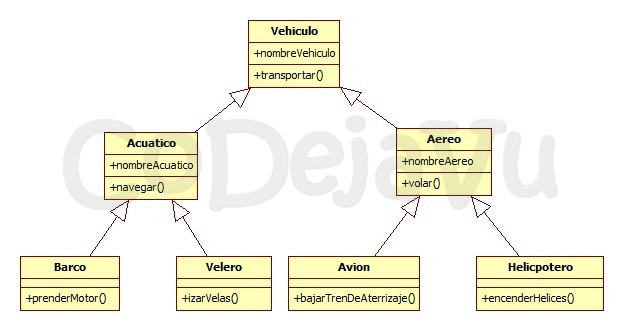 Vehiculo
+nombreVehiculo
+transportar()
Acuatico
+nombreAcuatico
+navegar()
Aereo
+nombreAereo
+volar()
CoDejaVu
Barco
+prenderMotor()
Velero
+izarVelas()
Avion
+bajarTrenDeAterrizaje()
Helicpotero
+encenderHelices()